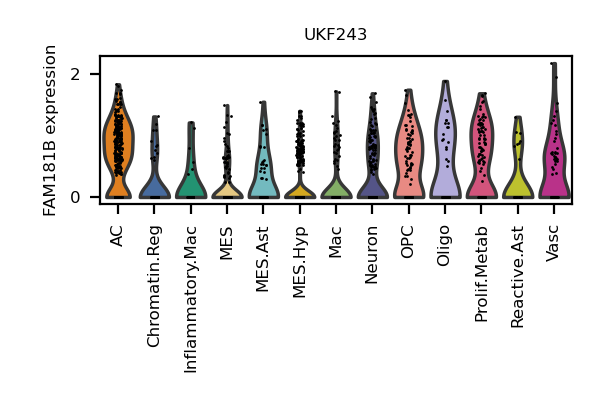 UKF243
FAM181B expression
2
0
AC
Chromatin.Reg
Inflammatory.Mac
MES
MES.Ast
MES.Hyp
Mac
Neuron
OPC
Oligo
Prolif.Metab
Reactive.Ast
Vasc